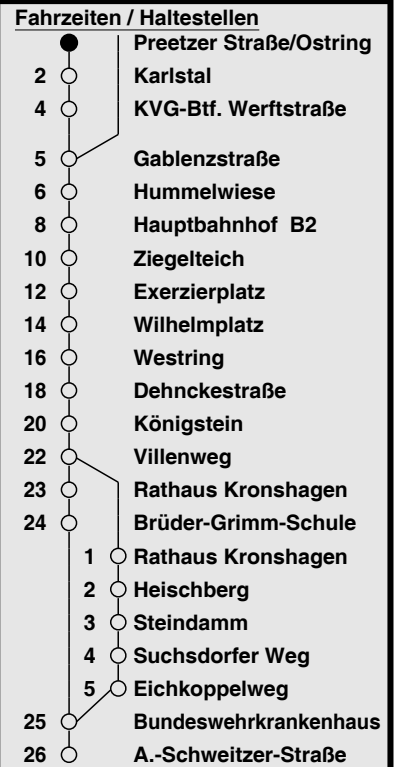 Fahrzeiten / Haltestellen
Preetzer Straße/Ostring
2 Karlstal
4 KVG-Btf. Werftstraße
5 Gablenzstraße
6 Hummelwiese
8 Hauptbahnhof B2
10 Ziegelteich
12 Exerzierplatz
14 Wilhelmplatz
16 Westring
18 Dehnckestraße
20 Königstein
22 Villenweg
23 Rathaus Kronshagen
24 Brüder-Grimm-Schule
1 Rathaus Kronshagen
2 Heischberg
3 Steindamm
4 Suchsdorfer Weg
5 Eichkoppelweg
25 Bundeswehrkrankenhaus
26 A.-Schweitzer-Straße